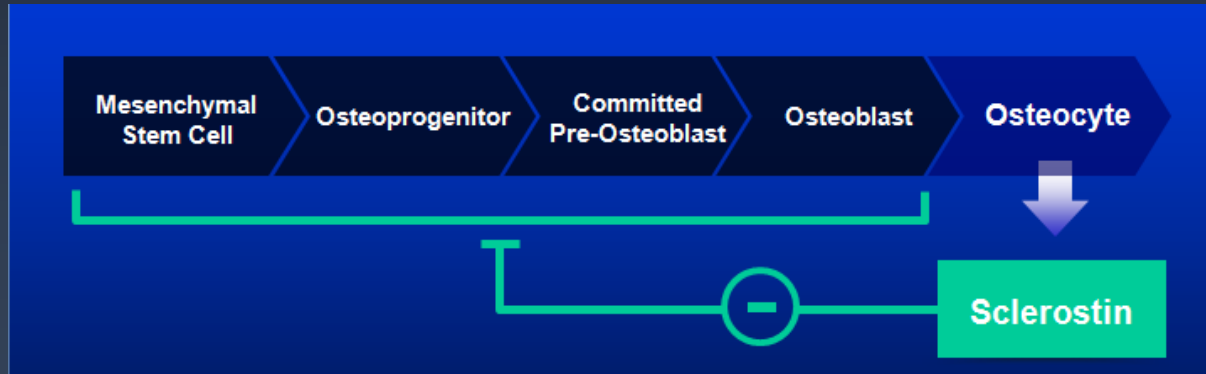 Mesenchymal
Stem Cell
Osteoprogenitor
Committed
Pre-Osteoblast
Osteoblast
Osteocyte
Sclerostin